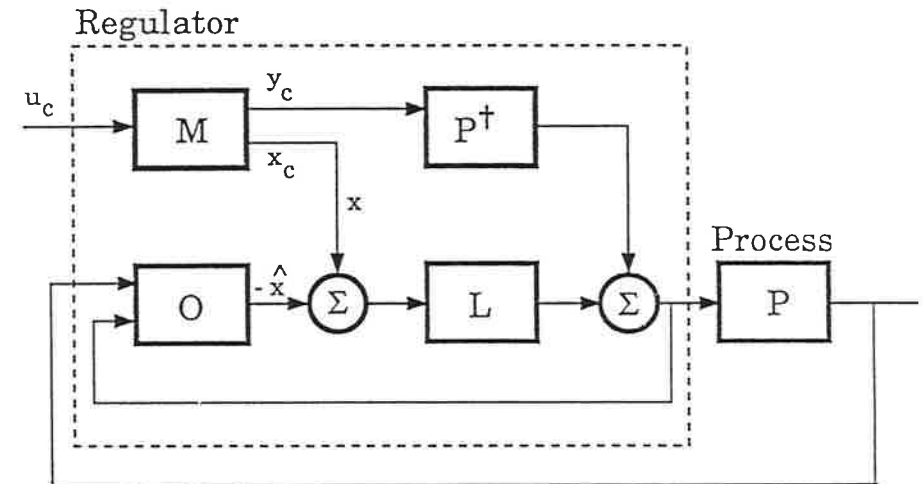 Regulator
u_c
M
y_c
x_c
P†
x
Process
O
-x̂
Σ
L
Σ
P